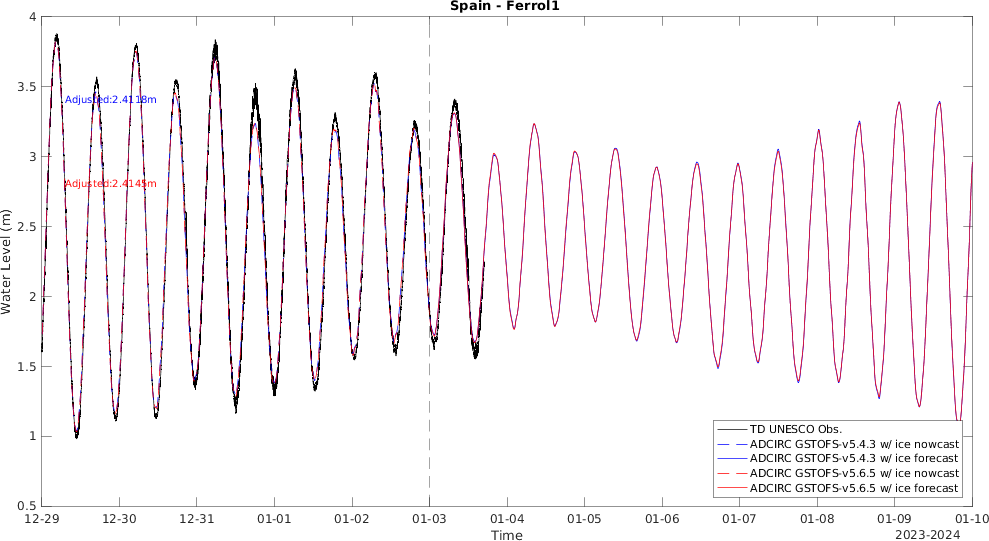 Spain - Ferrol1
Water Level (m)
4
3.5
3
2.5
2
1.5
1
0.5
Adjusted:2.4118m
Adjusted:2.4145m
TD UNESCO Obs.
ADCIRC GSTOFS-v5.4.3 w/ ice nowcast
ADCIRC GSTOFS-v5.4.3 w/ ice forecast
ADCIRC GSTOFS-v5.6.5 w/ ice nowcast
ADCIRC GSTOFS-v5.6.5 w/ ice forecast
12-29 12-30 12-31 01-01 01-02 01-03 01-04 01-05 01-06 01-07 01-08 01-09 01-10
Time
2023-2024